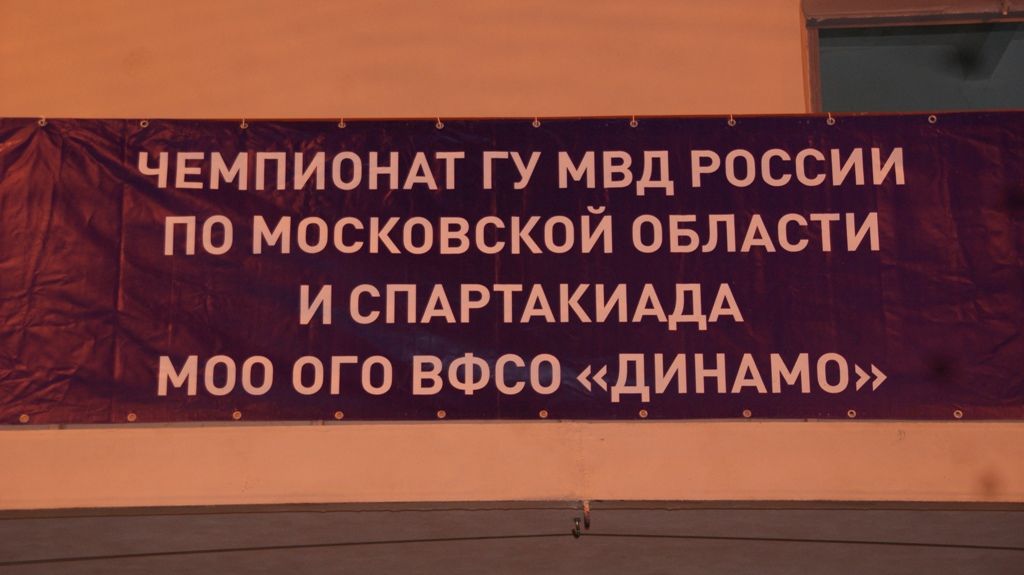 ЧЕМПИОНАТ ГУ МВД РОССИИ
ПО МОСКОВСКОЙ ОБЛАСТИ
И СПАРТАКИАДА
МОО ОГО ВФСО «ДИНАМО»